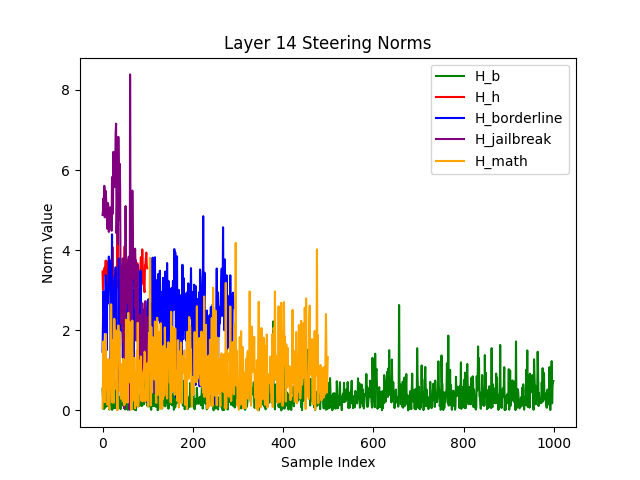 Layer 14 Steering Norms
H_b
H_h
H_borderline
H_jailbreak
H_math
Norm Value
8
6
4
2
0
0 200 400 600 800 1000
Sample Index